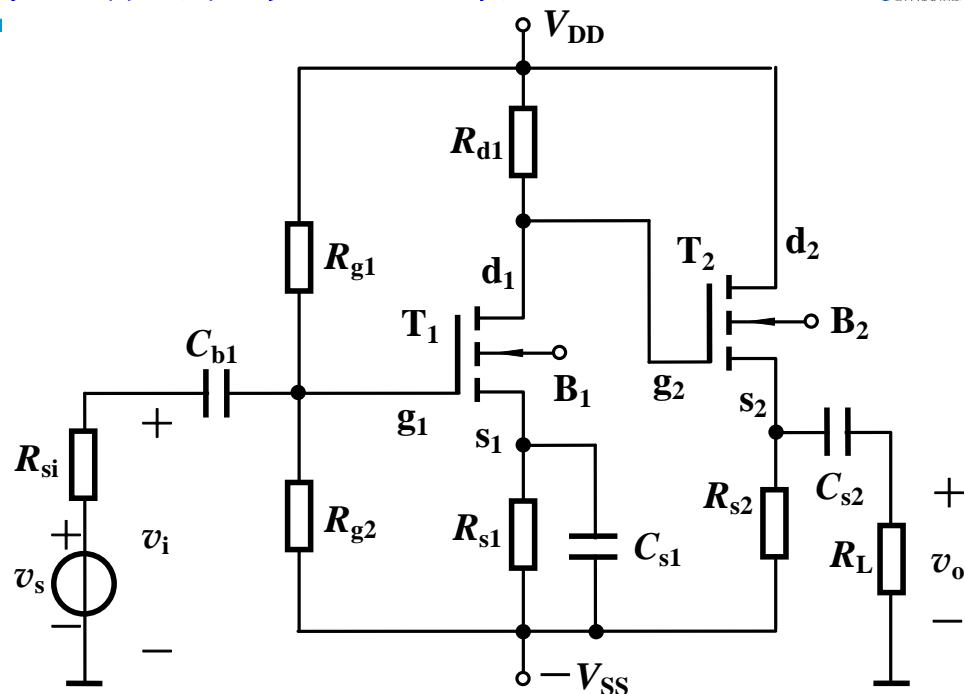 V_DD
R_d1
R_g1
d_1
T_2
d_2
T_1
B_2
C_b1
B_1
g_2
g_1
s_2
s_1
+
+
R_si
C_s2
R_g2
R_s1
R_s2
+
+
v_i
C_s1
R_L
v_o
v_s
−
−
−
−V_SS